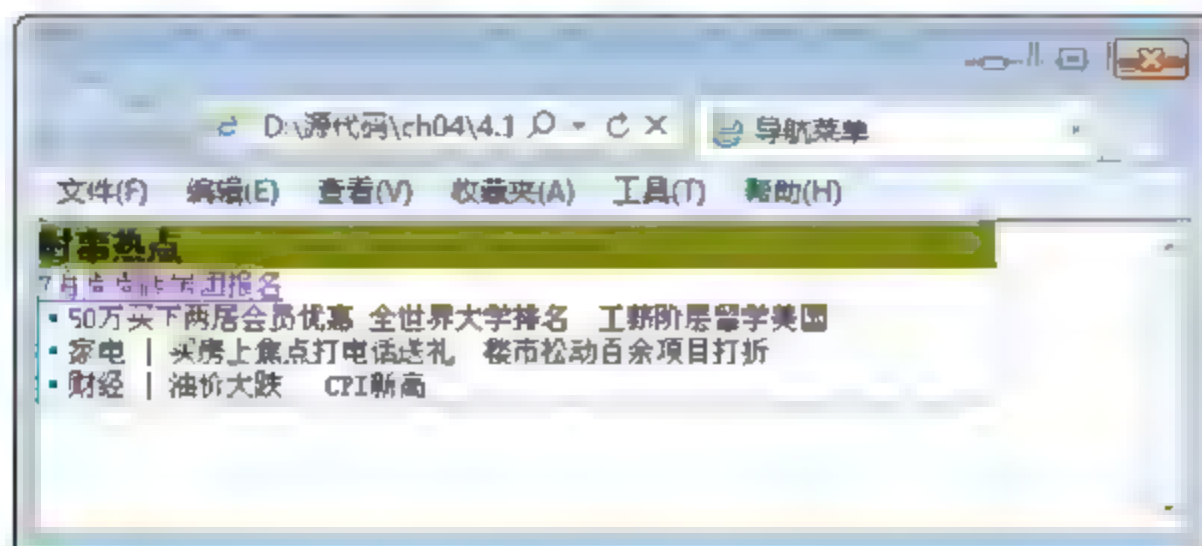 D:\源代码\ch04\4.1 导航菜单
文件(F) 编辑(E) 查看(V) 收藏夹(A) 工具(T) 帮助(H)
时事热点
周报名
50万买下两居会员优惠 全世界大学排名 工薪阶层留学美国
家电 | 买房上焦点打电话送礼 楼市松动百余项目打折
财经 | 油价大跌 CPI新高